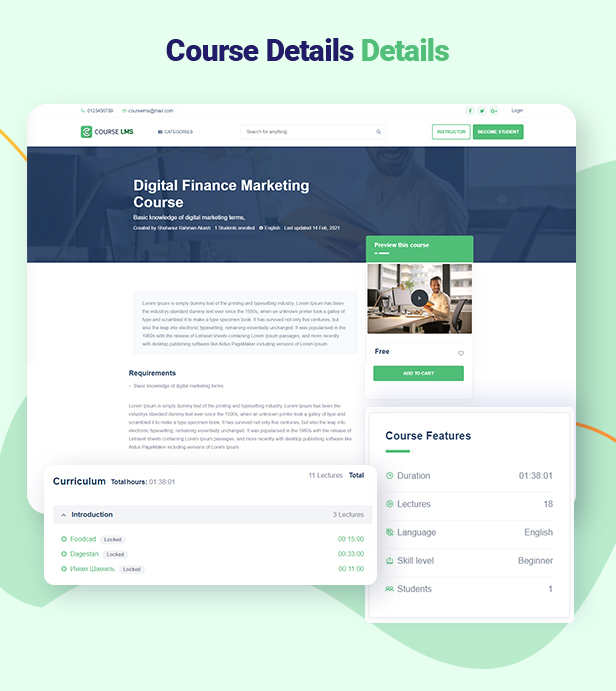 Course Details Details
0123456789 courselms@mail.com Login
COURSE LMS CATEGORIES Search for anything INSTRUCTOR BECOME STUDENT
Digital Finance Marketing
Course
Basic knowledge of digital marketing terms,
Created by Shohanur Rahman Akash 1 Students enrolled English Last updated 14 Feb, 2021
Preview this course
Free
ADD TO CART
Lorem Ipsum is simply dummy text of the printing and typesetting industry. Lorem Ipsum has been
the industrys standard dummy text ever since the 1500s, when an unknown printer took a galley of
type and scrambled it to make a type specimen book. It has survived not only five centuries, but
also the leap into electronic typesetting, remaining essentially unchanged. It was popularised in the
1960s with the release of Letraset sheets containing Lorem Ipsum passages, and more recently
with desktop publishing software like Aldus PageMaker including versions of Lorem Ipsum.
Requirements
Basic knowledge of digital marketing terms
Lorem Ipsum is simply dummy text of the printing and typesetting industry. Lorem Ipsum has been the
industrys standard dummy text ever since the 1500s, when an unknown printer took a galley of type and
scrambled it to make a type specimen book. It has survived not only five centuries, but also the leap into
electronic typesetting, remaining essentially unchanged. It was popularised in the 1960s with the release of
Letraset sheets containing Lorem Ipsum passages, and more recently with desktop publishing software like
Aldus PageMaker including versions of Lorem Ipsum
Curriculum Total hours: 01:38:01 11 Lectures Total
Introduction 3 Lectures
Foodcad Locked 00:15:00
Dagestan Locked 00:33:00
Имам Шамиль Locked 00:11:00
Course Features
Duration 01:38:01
Lectures 18
Language English
Skill level Beginner
Students 1